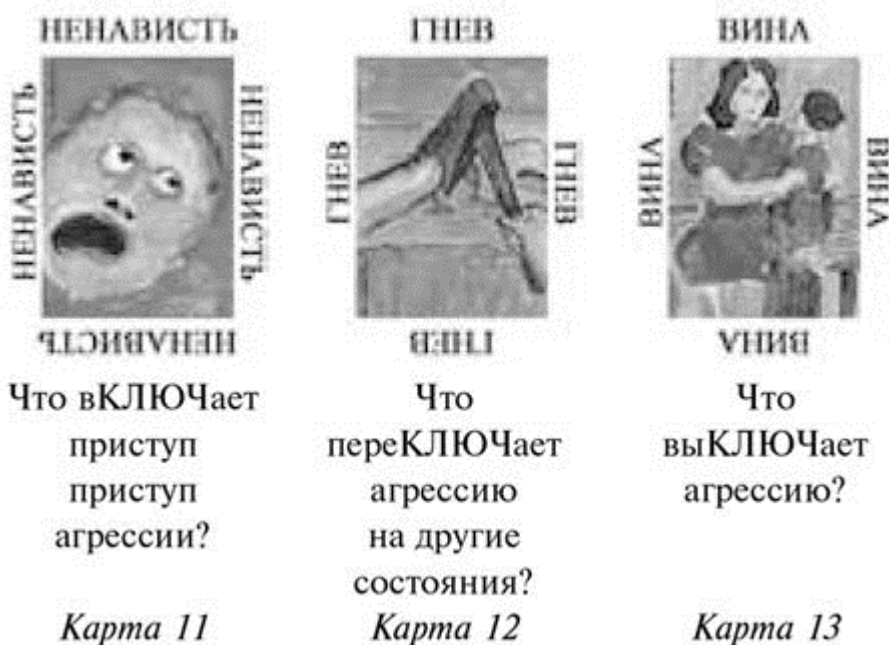 НЕНАВИСТЬ
НЕНАВИСТЬ
НЕНАВИСТЬ
НЕНАВИСТЬ
Что вКЛЮЧает
приступ
приступ
агрессии?
Карта 11
ГНЕВ
ГНЕВ
ГНЕВ
ГНЕВ
Что
переКЛЮЧает
агрессию
на другие
состояния?
Карта 12
ВИНА
ВИНА
ВИНА
ВИНА
Что
выКЛЮЧает
агрессию?
Карта 13